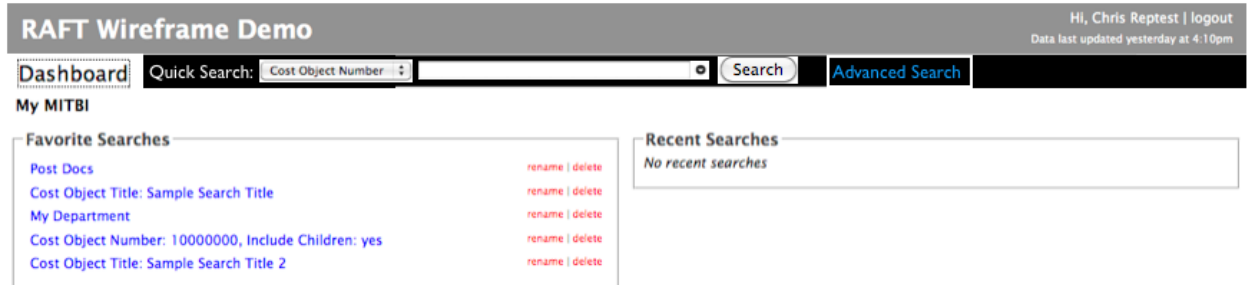 RAFT Wireframe Demo
Hi, Chris Reptest | logout
Data last updated yesterday at 4:10pm
Dashboard Quick Search: Cost Object Number Search Advanced Search
My MITBI
Favorite Searches
Post Docs rename | delete
Cost Object Title: Sample Search Title rename | delete
My Department rename | delete
Cost Object Number: 10000000, Include Children: yes rename | delete
Cost Object Title: Sample Search Title 2 rename | delete
Recent Searches
No recent searches